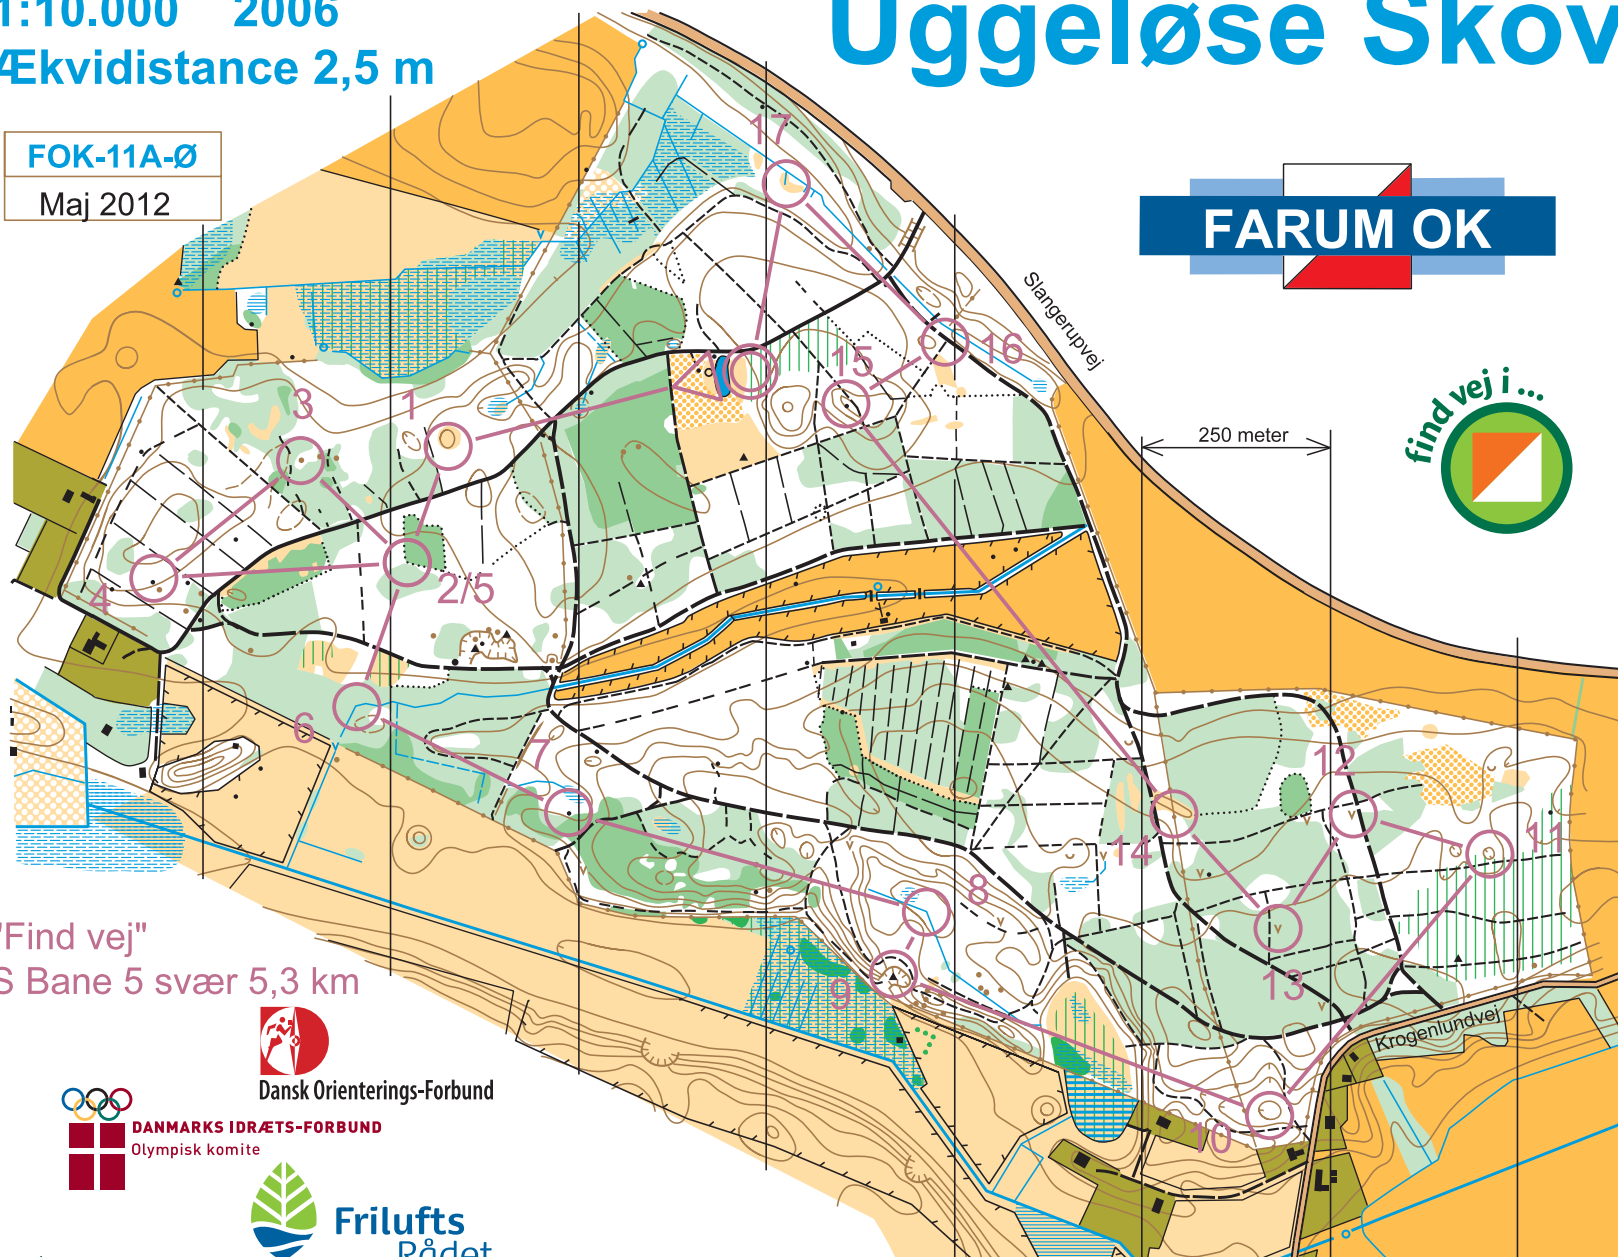 1:10.000 2006
Ækvidistance 2,5 m
Uggeløse Skov
FOK-11A-Ø
Maj 2012
FARUM OK
Slangerupvej
find vej i ...
250 meter
17
16
15
3
1
2/5
4
6
7
8
9
10
11
12
13
14
Krogenlundvej
"Find vej"
S Bane 5 svær 5,3 km
Dansk Orienterings-Forbund
DANMARKS IDRÆTS-FORBUND
Olympisk komite
Frilufts
Rådet